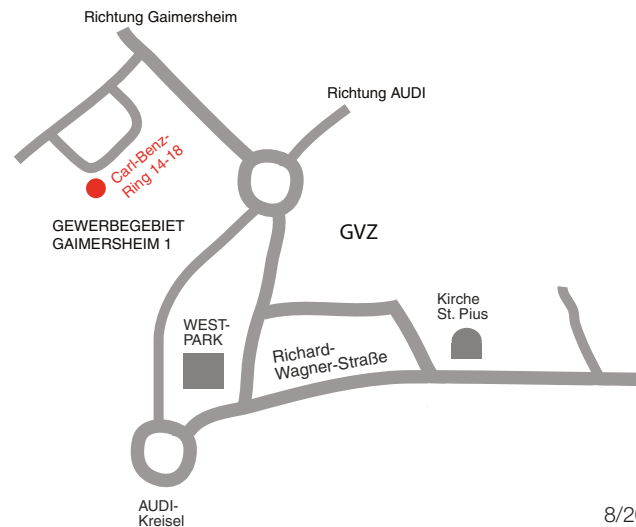 Richtung Gaimersheim
Richtung AUDI
Carl-Benz-
Ring 14-18
GEWERBEGEBIET
GAIMERSHEIM 1
GVZ
Kirche
St. Pius
WEST-
PARK
Richard-
Wagner-Straße
AUDI-
Kreisel